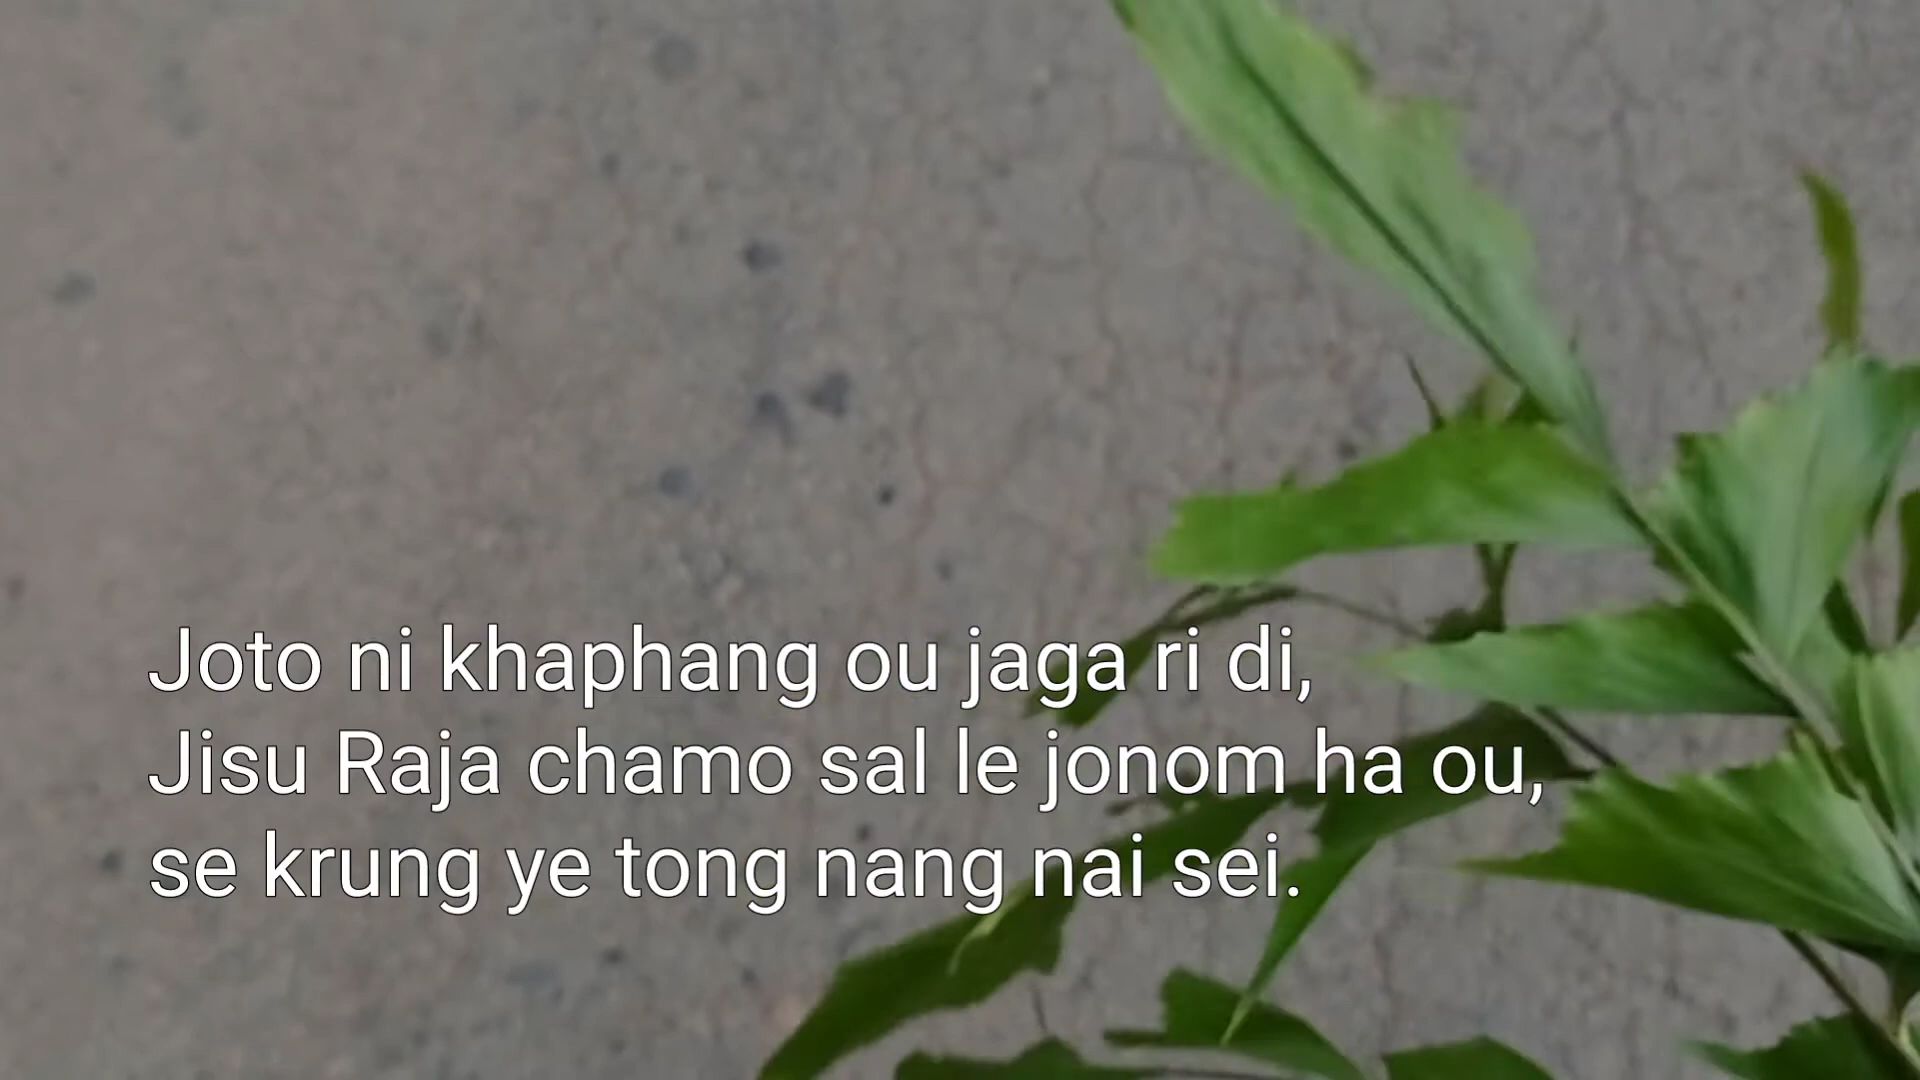 Joto ni khaphang ou jaga ri di,
Jisu Raja chamo sal le jonom ha ou,
se krung ye tong nang nai sei.